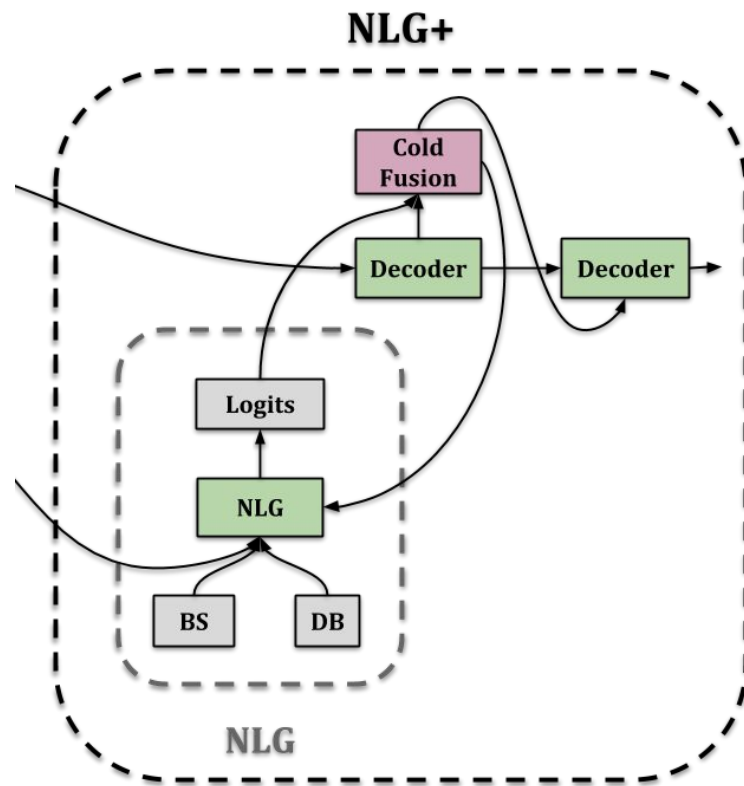 NLG+
Cold
Fusion
Decoder
Decoder
Logits
NLG
BS
DB
NLG